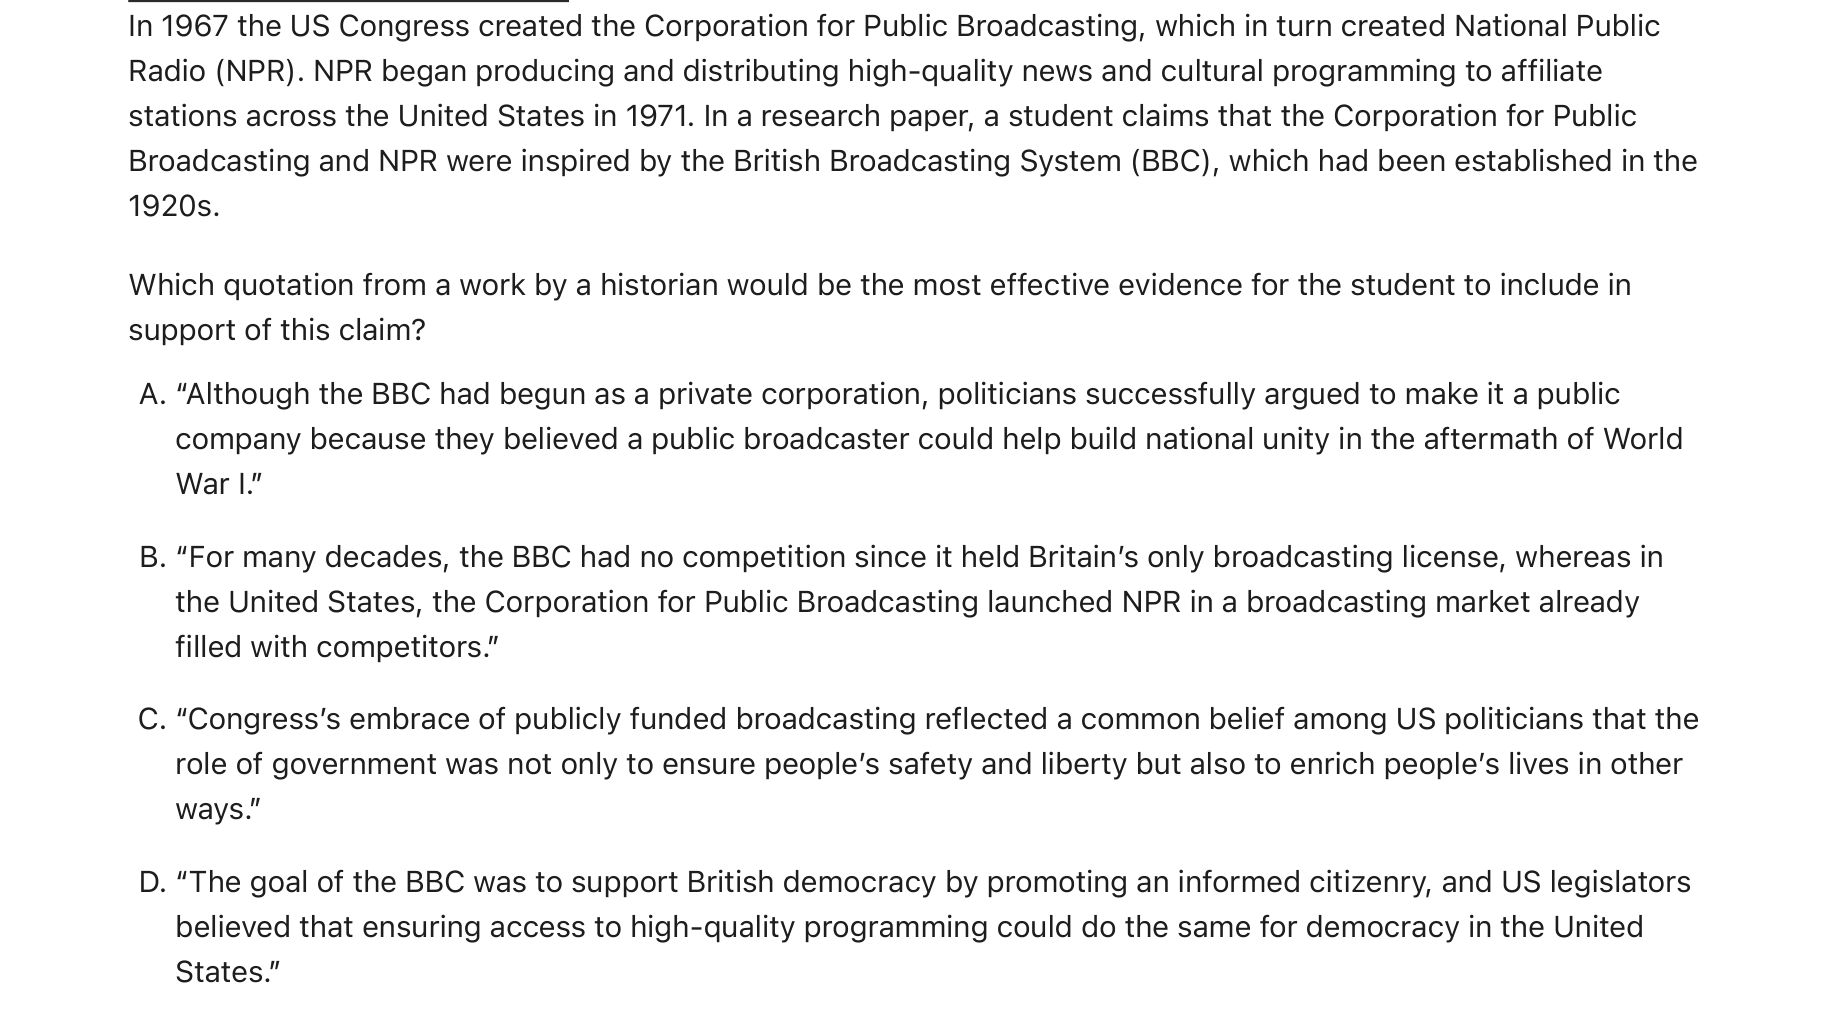 In 1967 the US Congress created the Corporation for Public Broadcasting, which in turn created National Public
Radio (NPR). NPR began producing and distributing high-quality news and cultural programming to affiliate
stations across the United States in 1971. In a research paper, a student claims that the Corporation for Public
Broadcasting and NPR were inspired by the British Broadcasting System (BBC), which had been established in the
1920s.
Which quotation from a work by a historian would be the most effective evidence for the student to include in
support of this claim?
A. “Although the BBC had begun as a private corporation, politicians successfully argued to make it a public
company because they believed a public broadcaster could help build national unity in the aftermath of World
War I.”
B. “For many decades, the BBC had no competition since it held Britain’s only broadcasting license, whereas in
the United States, the Corporation for Public Broadcasting launched NPR in a broadcasting market already
filled with competitors.”
C. “Congress’s embrace of publicly funded broadcasting reflected a common belief among US politicians that the
role of government was not only to ensure people’s safety and liberty but also to enrich people’s lives in other
ways.”
D. “The goal of the BBC was to support British democracy by promoting an informed citizenry, and US legislators
believed that ensuring access to high-quality programming could do the same for democracy in the United
States.”